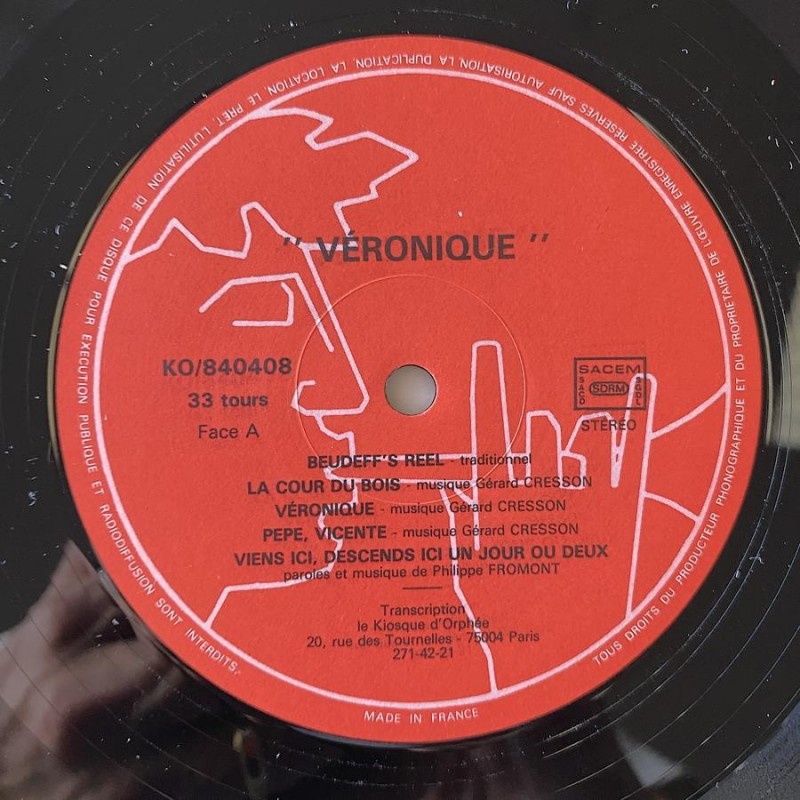 " VÉRONIQUE "
KO/840408
33 tours
Face A
SACEM
SACD
SDRM
SGDL
STÉRÉO
BEUDEFF'S REEL - traditionnel
LA COUR DU BOIS - musique Gérard CRESSON
VÉRONIQUE - musique Gérard CRESSON
PEPE, VICENTE - musique Gérard CRESSON
VIENS ICI, DESCENDS ICI UN JOUR OU DEUX
paroles et musique de Philippe FROMONT
Transcription
le Kiosque d'Orphée
20, rue des Tournelles - 75004 Paris
271-42-21
TOUS DROITS DU PRODUCTEUR PHONOGRAPHIQUE ET DU PROPRIETAIRE DE L'ŒUVRE ENREGISTRÉE RÉSERVÉS SAUF AUTORISATION, LA DUPLICATION, LA LOCATION, LE PRET, L'UTILISATION DE CE DISQUE POUR EXECUTION PUBLIQUE ET RADIODIFFUSION SONT INTERDITS.
MADE IN FRANCE